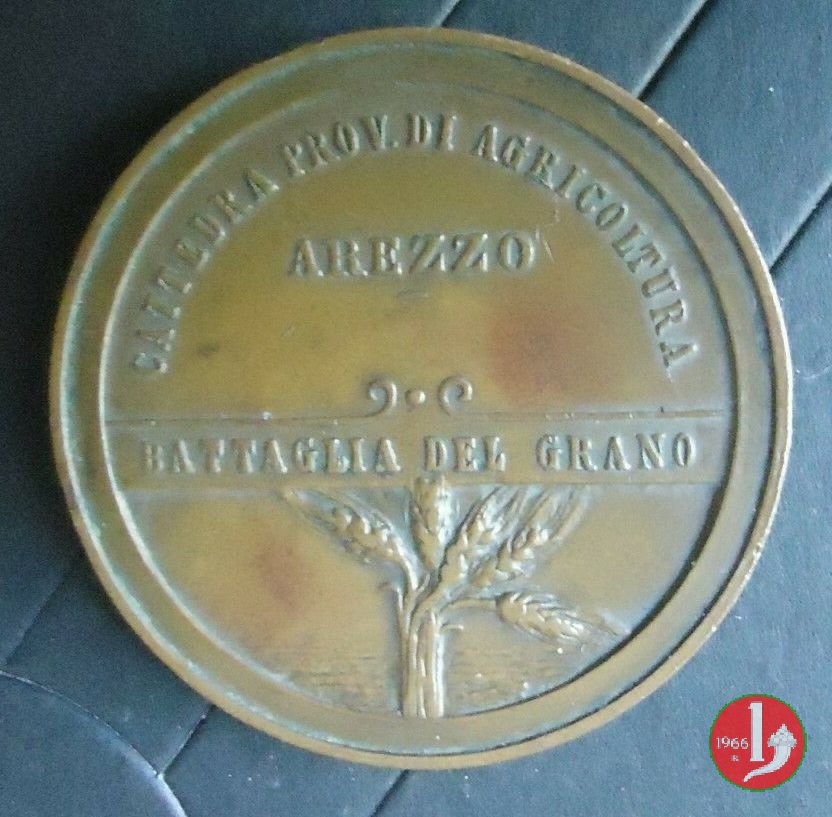 CATTEDRA PROV. DI AGRICOLTURA
AREZZO
BATTAGLIA DEL GRANO
1966